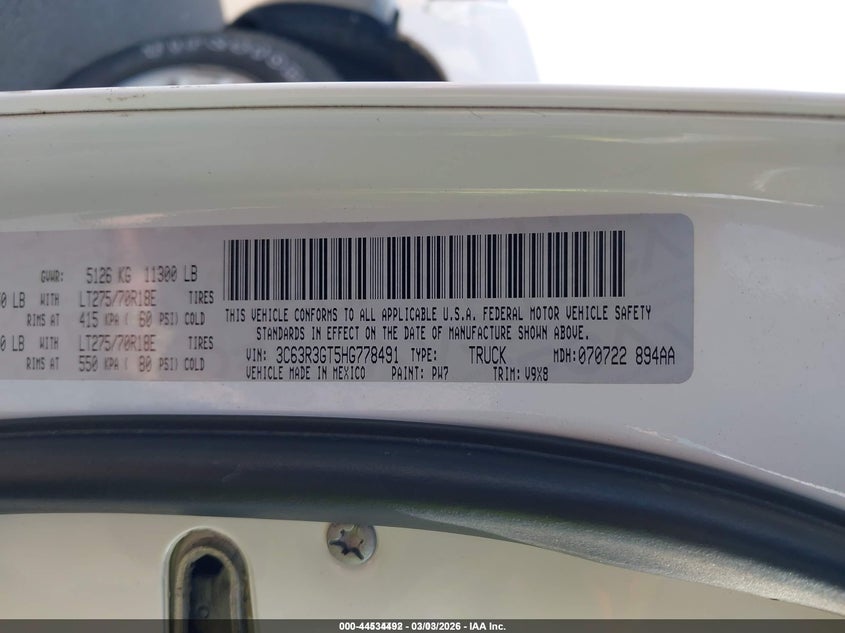 GVWR: 5126 KG 11300 LB
0 LB WITH LT275/70R18E TIRES
RIMS AT 415 KPA ( 60 PSI) COLD
0 LB WITH LT275/70R18E TIRES
RIMS AT 550 KPA ( 80 PSI) COLD
THIS VEHICLE CONFORMS TO ALL APPLICABLE U.S.A. FEDERAL MOTOR VEHICLE SAFETY
STANDARDS IN EFFECT ON THE DATE OF MANUFACTURE SHOWN ABOVE.
VIN: 3C63R3GT5HG778491 TYPE: TRUCK MDH: 070722 894AA
VEHICLE MADE IN MEXICO PAINT: PW7 TRIM: V9X8
000-44534492 - 03/03/2026 - IAA Inc.